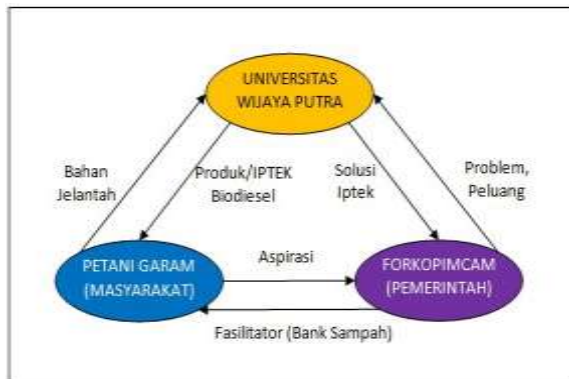 UNIVERSITAS
WIJAYA PUTRA
Bahan
Jelantah
Produk/IPTEK
Biodiesel
Solusi
Iptek
Problem,
Peluang
PETANI GARAM
(MASYARAKAT)
Aspirasi
FORKOPIMCAM
(PEMERINTAH)
Fasilitator (Bank Sampah)